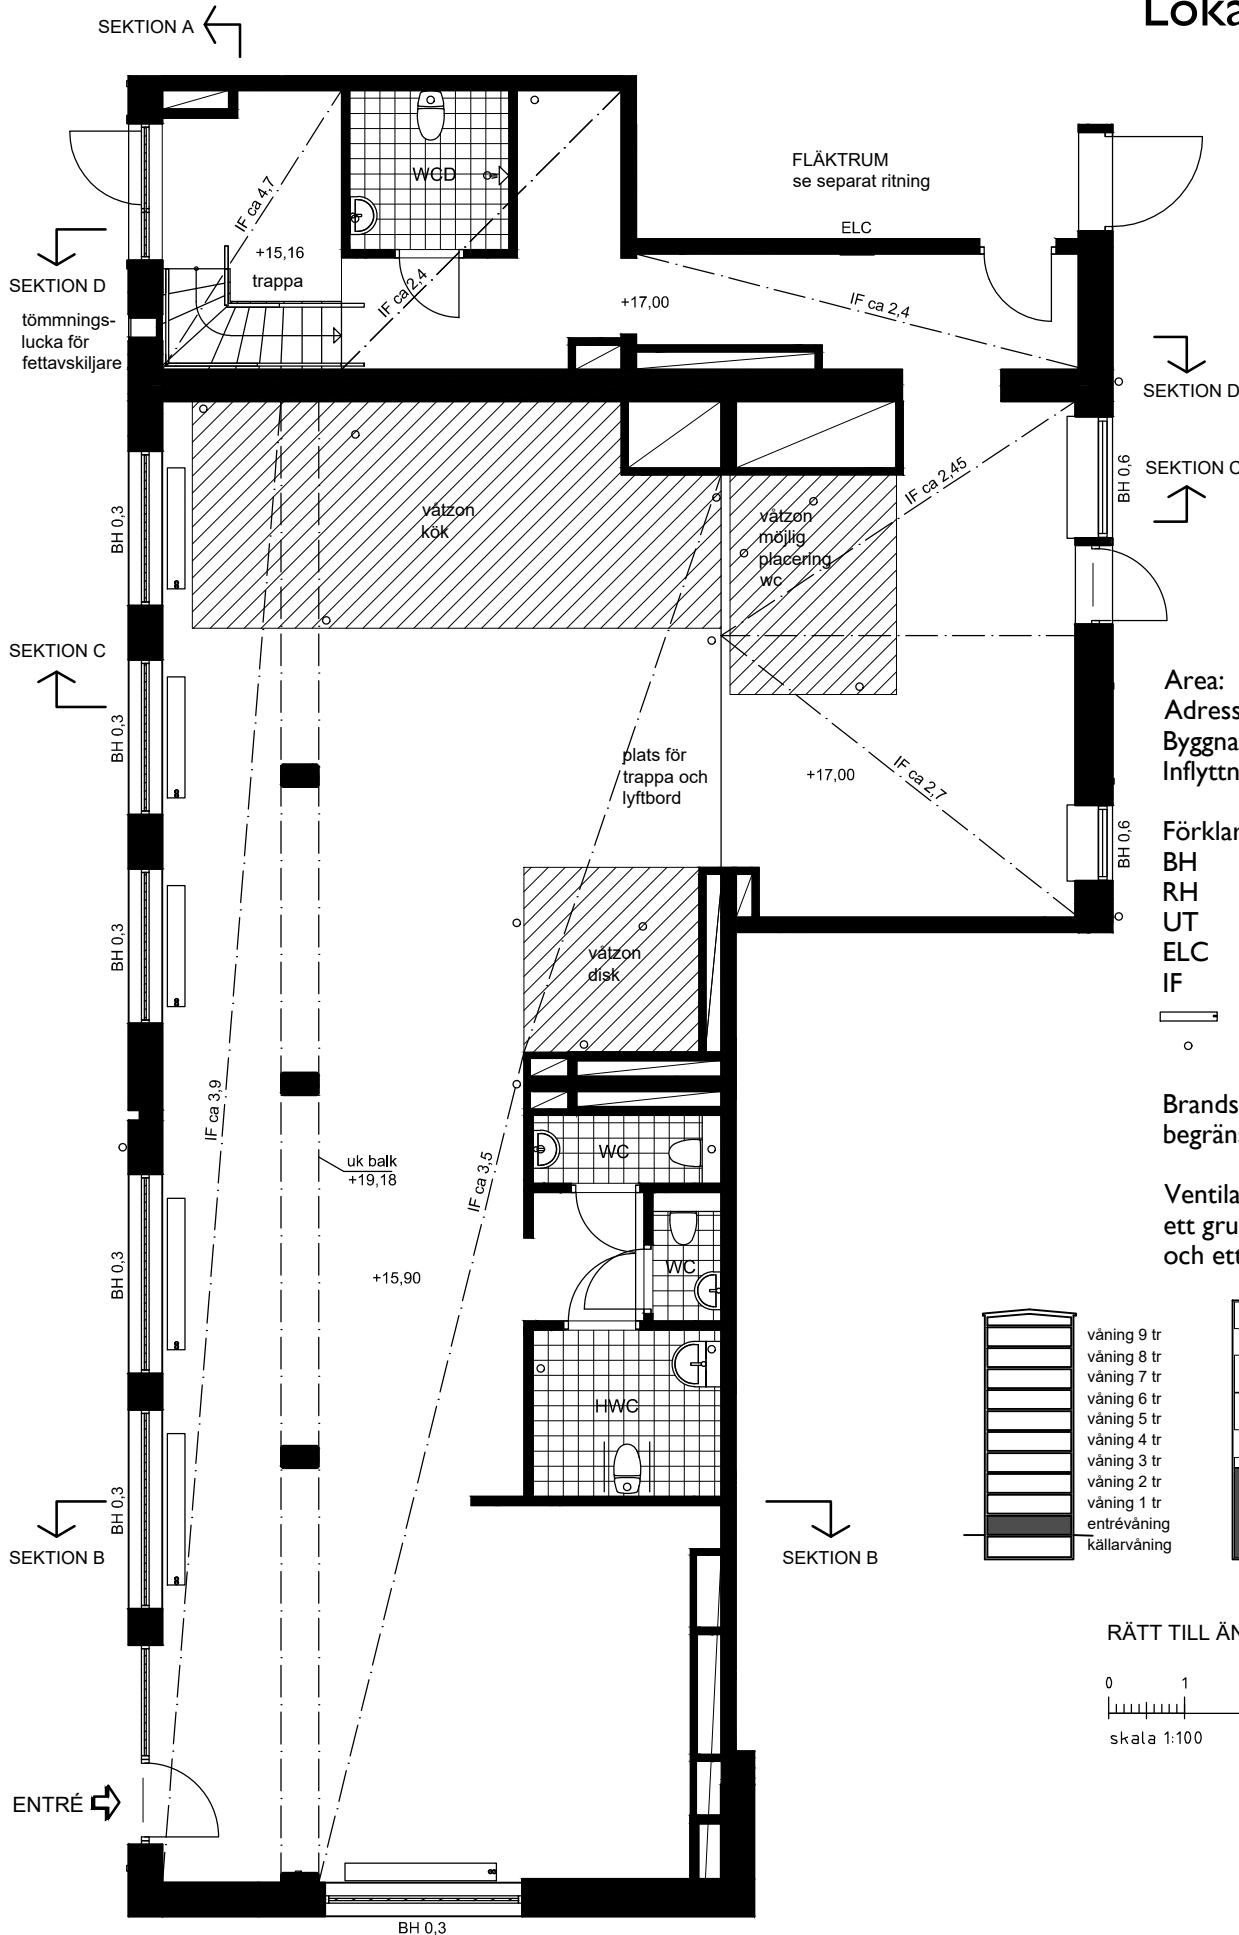 Loka
SEKTION A
FLÄKTRUM
se separat ritning
ELC
WCD
IF ca 4,7
+15,16
trappa
IF ca 2,4
+17,00
IF ca 2,4
SEKTION D
tömmnings-
lucka för
fettavskiljare
SEKTION D
SEKTION C
BH 0,6
IF ca 2,45
BH 0,3
våtzon
kök
våtzon
möjlig
placering
wc
SEKTION C
BH 0,3
plats för
trappa och
lyftbord
+17,00
IF ca 2,7
BH 0,6
Area:
Adress
Byggna
Inflyttn
Förklar
BH
RH
UT
ELC
IF
BH 0,3
våtzon
disk
IF ca 3,9
Brands
begrän
uk balk
+19,18
IF ca 3,5
WC
Ventila
ett gru
och ett
BH 0,3
+15,90
WC
HWC
våning 9 tr
våning 8 tr
våning 7 tr
våning 6 tr
våning 5 tr
våning 4 tr
våning 3 tr
våning 2 tr
våning 1 tr
entrévåning
källarvåning
BH 0,3
SEKTION B
SEKTION B
RÄTT TILL ÄN
0 1
skala 1:100
ENTRÉ
BH 0,3